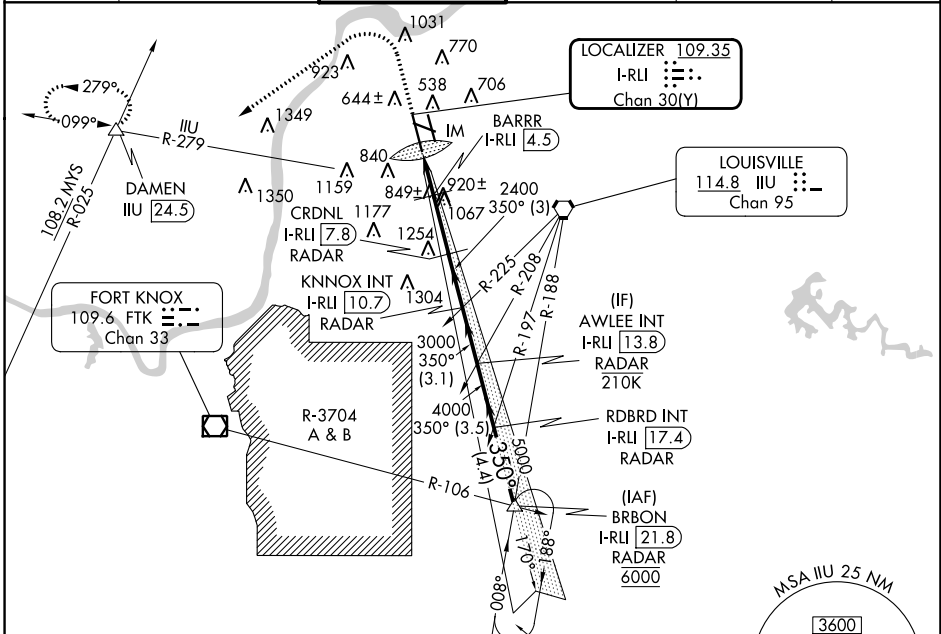 1031
770
923
644±
538
706
1349
LOCALIZER 109.35
I-RLI
Chan 30(Y)
279°
099°
IIU
R-279
IM
BARRR
I-RLI 4.5
840
1159
849±
920±
1067
2400
350° (3)
LOUISVILLE
114.8 IIU
Chan 95
DAMEN
IIU 24.5
1350
108.2 MYS
R-025
CRDNL
I-RLI 7.8
RADAR
1177
1254
R-225
R-208
R-197
R-188
FORT KNOX
109.6 FTK
Chan 33
KNNOX INT
I-RLI 10.7
RADAR
1304
3000
350°
(3.1)
(IF)
AWLEE INT
I-RLI 13.8
RADAR
210K
R-3704
A & B
4000
350° (3.5)
RDBRD INT
I-RLI 17.4
RADAR
350°
5000
(4.4)
R-106
(IAF)
BRBON
I-RLI 21.8
RADAR
6000
170°
188°
008°
MSA IIU 25 NM
3600